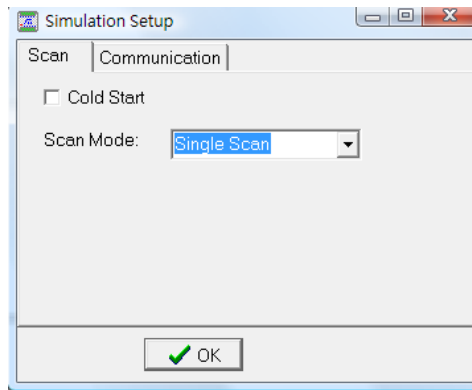 Simulation Setup
Scan Communication
Cold Start
Scan Mode: Single Scan
OK